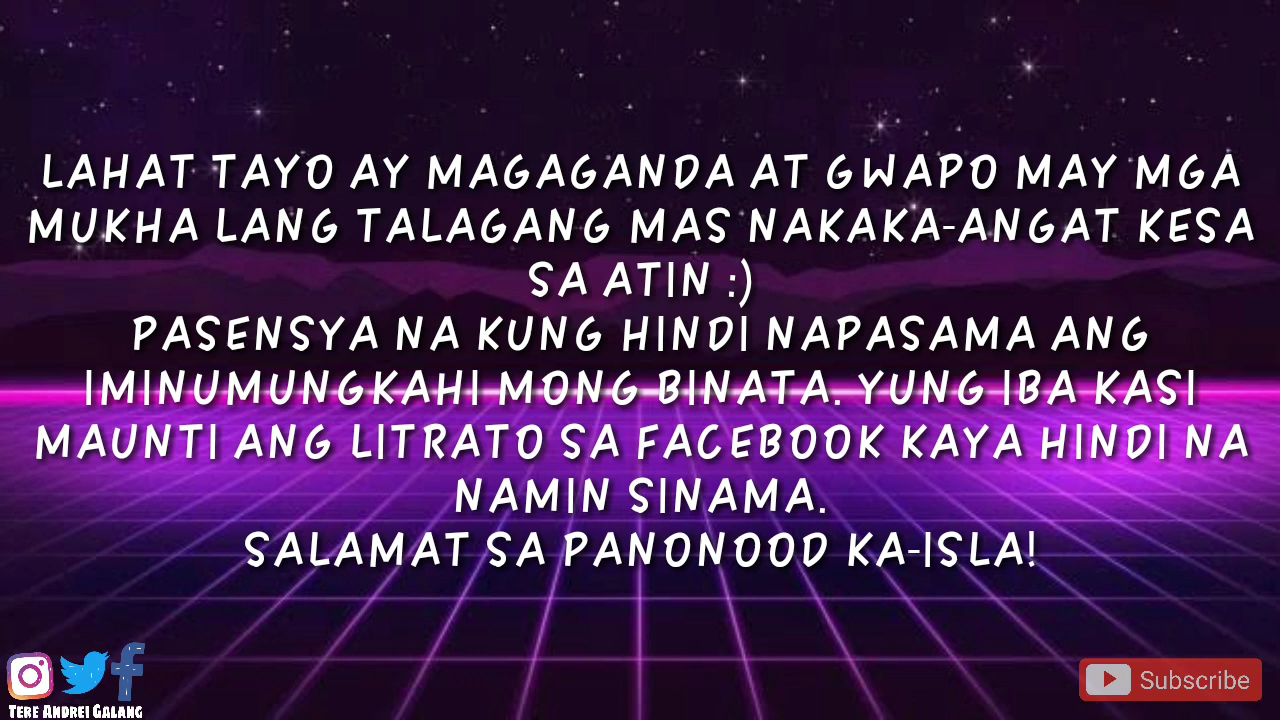 LAHAT TAYO AY MAGAGANDA AT GWAPO MAY MGA
MUKHA LANG TALAGANG MAS NAKAKA-ANGAT KESA
SA ATIN :)
PASENSYA NA KUNG HINDI NAPASAMA ANG
IMINUMUNGKAHI MONG BINATA. YUNG IBA KASI
MAUNTI ANG LITRATO SA FACEBOOK KAYA HINDI NA
NAMIN SINAMA.
SALAMAT SA PANONOOD KA-ISLA!
Tere Andrei Galang
Subscribe